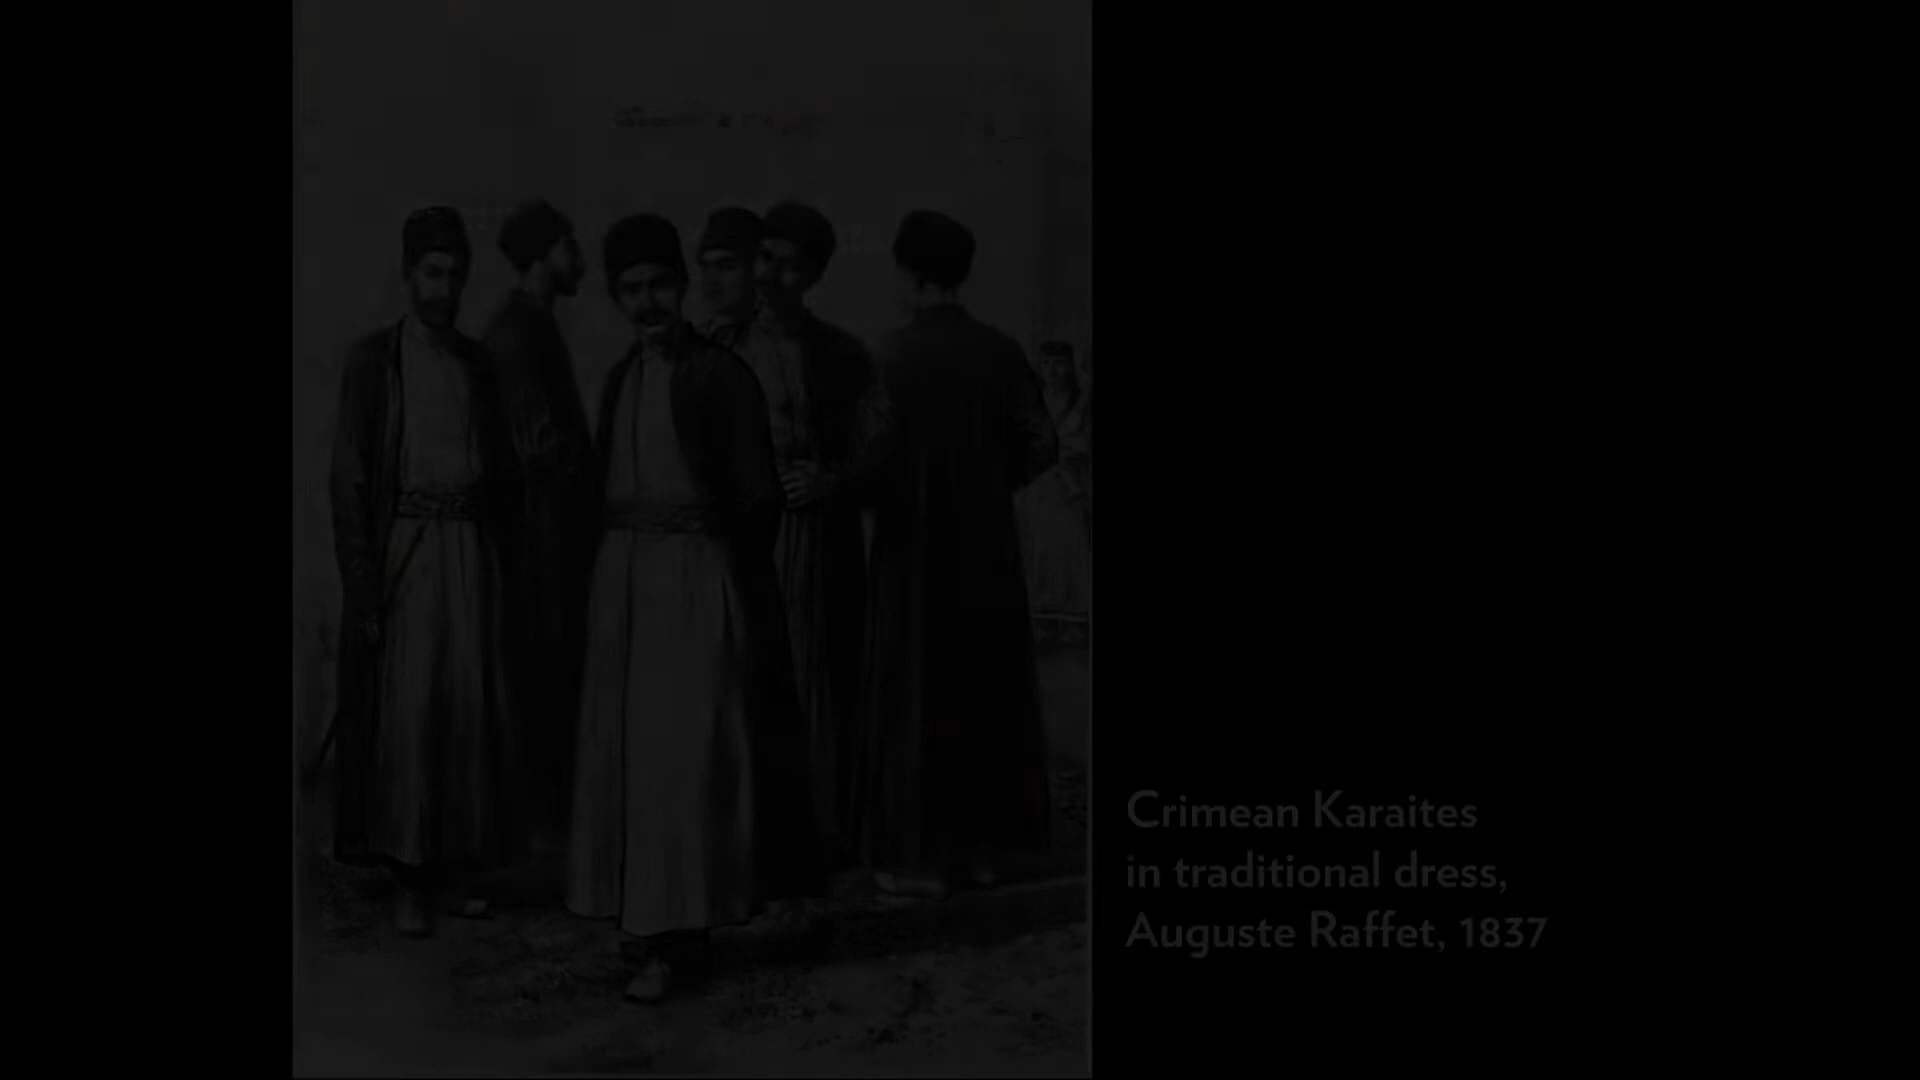 Crimean Karaites
in traditional dress,
Auguste Raffet, 1837